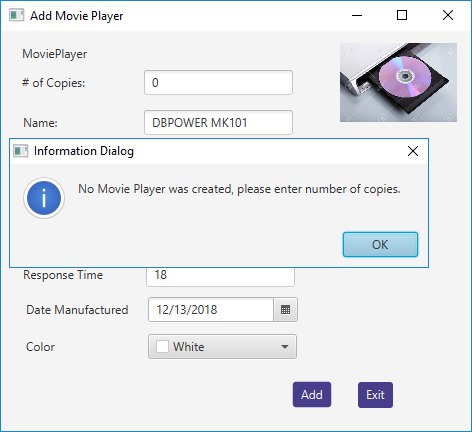 Add Movie Player
MoviePlayer
# of Copies:
0
Name:
DBPOWER MK101
Information Dialog
No Movie Player was created, please enter number of copies.
OK
Response Time
18
Date Manufactured
12/13/2018
Color
White
Add
Exit